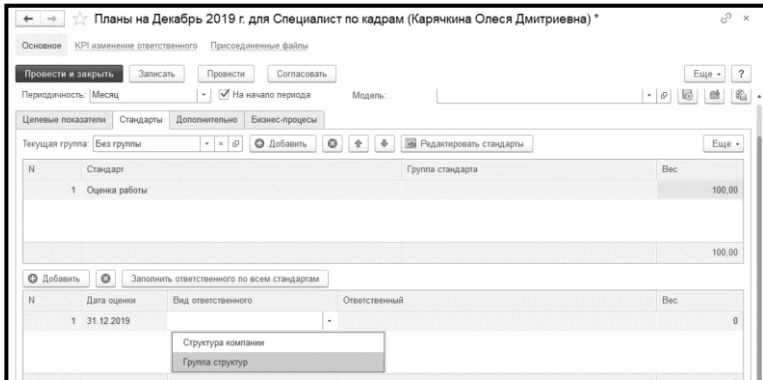 Планы на Декабрь 2019 г. для Специалист по кадрам (Карячкина Олеся Дмитриевна) *
Основное KPI изменение ответственного Присоединенные файлы
Провести и закрыть Записать Провести Согласовать Еще ?
Периодичность: Месяц На начало периода Модель:
Целевые показатели Стандарты Дополнительно Бизнес-процесы
Текущая группа: Без группы Добавить Редактировать стандарты Еще
N Стандарт Группа стандарта Вес
1 Оценка работы 100,00
100,00
Добавить Заполнить ответственного по всем стандартам
N Дата оценки Вид ответственного Ответственный Вес
1 31.12.2019 0
Структура компании
Группа структур